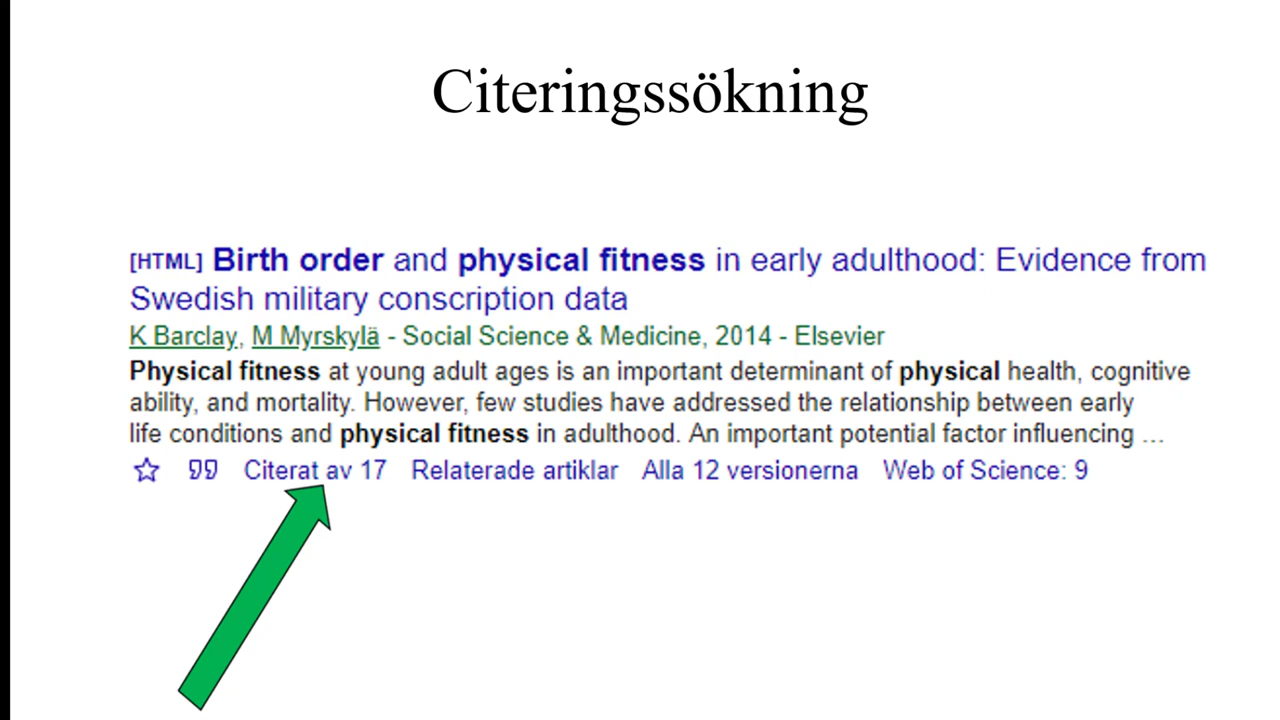 Citeringssökning
[HTML] Birth order and physical fitness in early adulthood: Evidence from
Swedish military conscription data
K Barclay, M Myrskylä - Social Science & Medicine, 2014 - Elsevier
Physical fitness at young adult ages is an important determinant of physical health, cognitive
ability, and mortality. However, few studies have addressed the relationship between early
life conditions and physical fitness in adulthood. An important potential factor influencing …
Citerat av 17 Relaterade artiklar Alla 12 versionerna Web of Science: 9